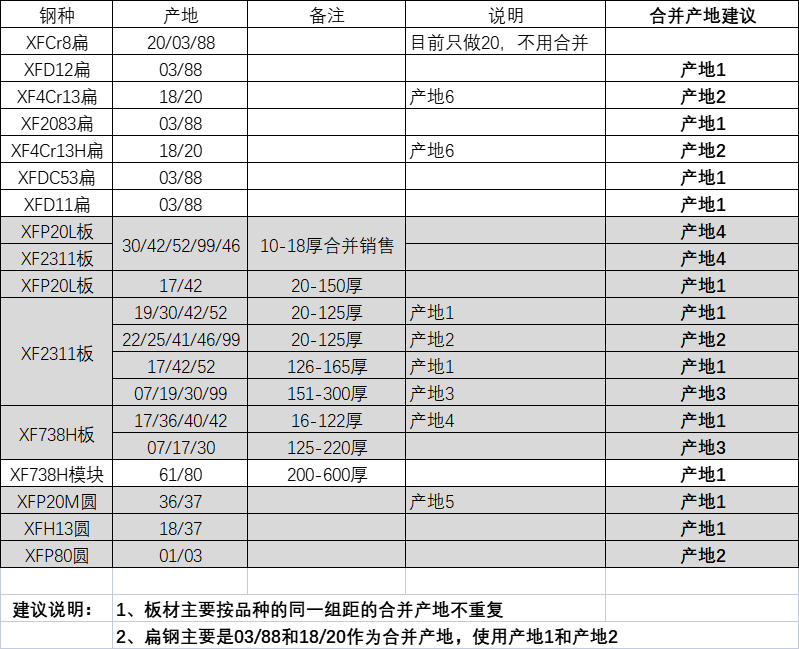 钢种 产地 备注 说明 合并产地建议
XFCr8扁 20/03/88 目前只做20，不用合并
XFD12扁 03/88 产地1
XF4Cr13扁 18/20 产地6 产地2
XF2083扁 03/88 产地1
XF4Cr13H扁 18/20 产地6 产地2
XFDC53扁 03/88 产地1
XFD11扁 03/88 产地1
XFP20L板 30/42/52/99/46 10-18厚合并销售 产地4
XF2311板 产地4
XFP20L板 17/42 20-150厚 产地1
XF2311板 19/30/42/52 20-125厚 产地1 产地1
22/25/41/46/99 20-125厚 产地2 产地2
17/42/52 126-165厚 产地1 产地1
07/19/30/99 151-300厚 产地3 产地3
XF738H板 17/36/40/42 16-122厚 产地4 产地1
07/17/30 125-220厚 产地3
XF738H模块 61/80 200-600厚 产地1
XFP20M圆 36/37 产地5 产地1
XFH13圆 18/37 产地1
XFP80圆 01/03 产地2
建议说明： 1、板材主要按品种的同一组距的合并产地不重复
2、扁钢主要是03/88和18/20作为合并产地，使用产地1和产地2